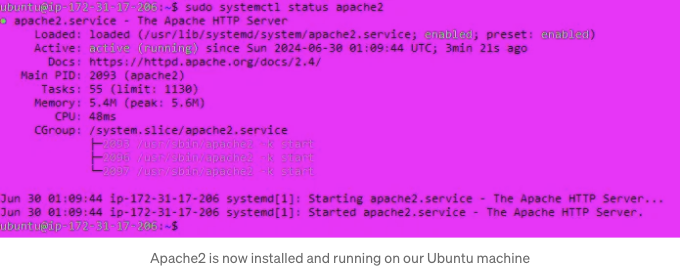 ubuntu@ip-172-31-17-206:~$ sudo systemctl status apache2
● apache2.service - The Apache HTTP Server
Loaded: loaded (/usr/lib/systemd/system/apache2.service; enabled; preset: enabled)
Active: active (running) since Sun 2024-06-30 01:09:44 UTC; 3min 21s ago
Docs: https://httpd.apache.org/docs/2.4/
Main PID: 2093 (apache2)
Tasks: 55 (limit: 1130)
Memory: 5.4M (peak: 5.6M)
CPU: 48ms
CGroup: /system.slice/apache2.service
├─2093 /usr/sbin/apache2 -k start
├─2096 /usr/sbin/apache2 -k start
└─2097 /usr/sbin/apache2 -k start
Jun 30 01:09:44 ip-172-31-17-206 systemd[1]: Starting apache2.service - The Apache HTTP Server...
Jun 30 01:09:44 ip-172-31-17-206 systemd[1]: Started apache2.service - The Apache HTTP Server.
ubuntu@ip-172-31-17-206:~$
Apache2 is now installed and running on our Ubuntu machine